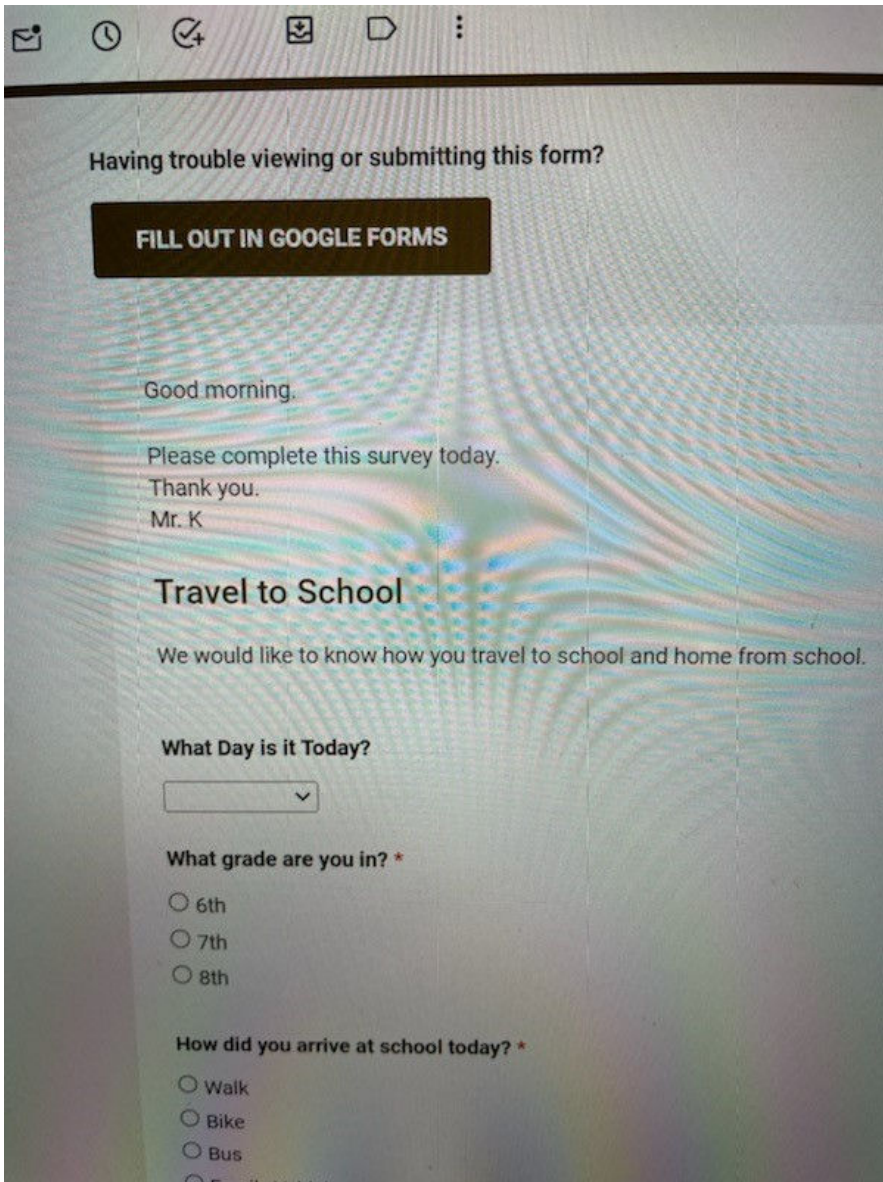 Having trouble viewing or submitting this form?
FILL OUT IN GOOGLE FORMS
Good morning.
Please complete this survey today.
Thank you.
Mr. K
Travel to School
We would like to know how you travel to school and home from school.
What Day is it Today?
What grade are you in? *
6th
7th
8th
How did you arrive at school today? *
Walk
Bike
Bus